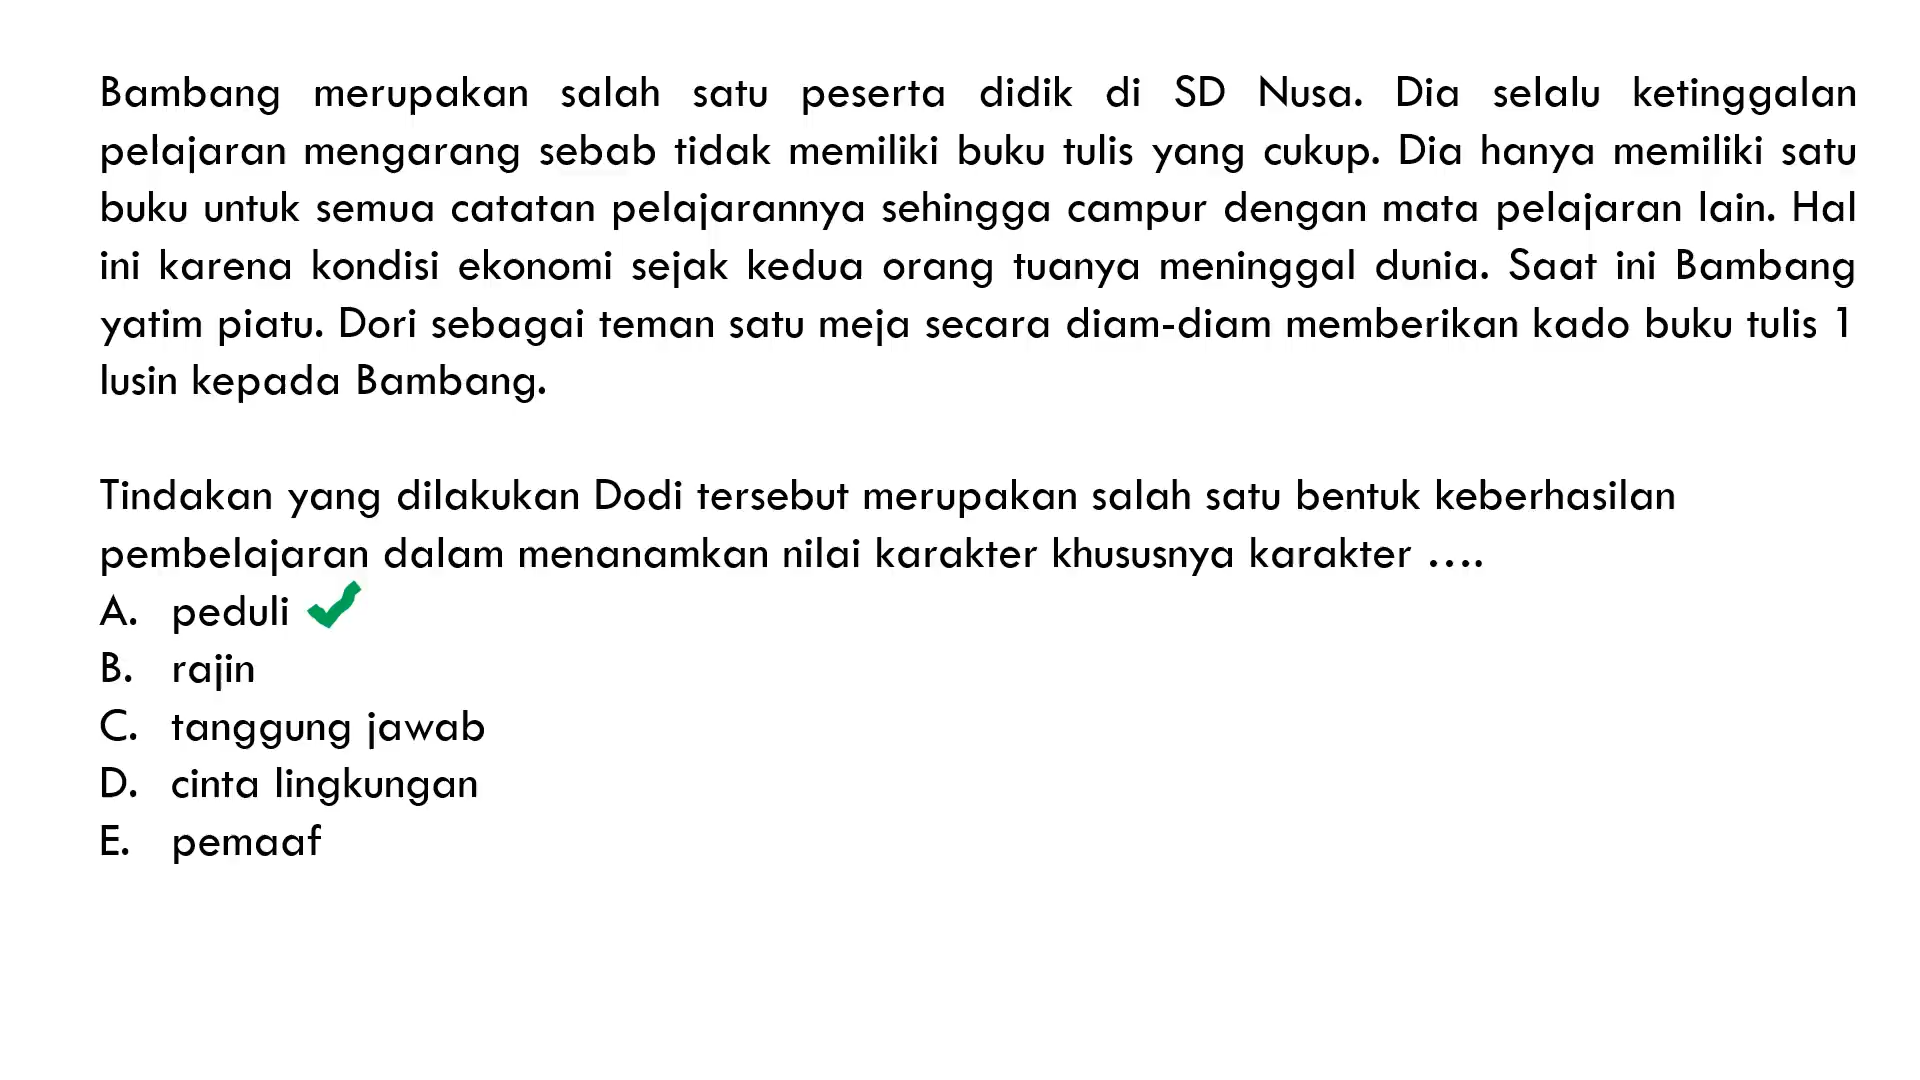 Bambang merupakan salah satu peserta didik di SD Nusa. Dia selalu ketinggalan
pelajaran mengarang sebab tidak memiliki buku tulis yang cukup. Dia hanya memiliki satu
buku untuk semua catatan pelajarannya sehingga campur dengan mata pelajaran lain. Hal
ini karena kondisi ekonomi sejak kedua orang tuanya meninggal dunia. Saat ini Bambang
yatim piatu. Dori sebagai teman satu meja secara diam-diam memberikan kado buku tulis 1
lusin kepada Bambang.
Tindakan yang dilakukan Dodi tersebut merupakan salah satu bentuk keberhasilan
pembelajaran dalam menanamkan nilai karakter khususnya karakter ….
A. peduli
B. rajin
C. tanggung jawab
D. cinta lingkungan
E. pemaaf